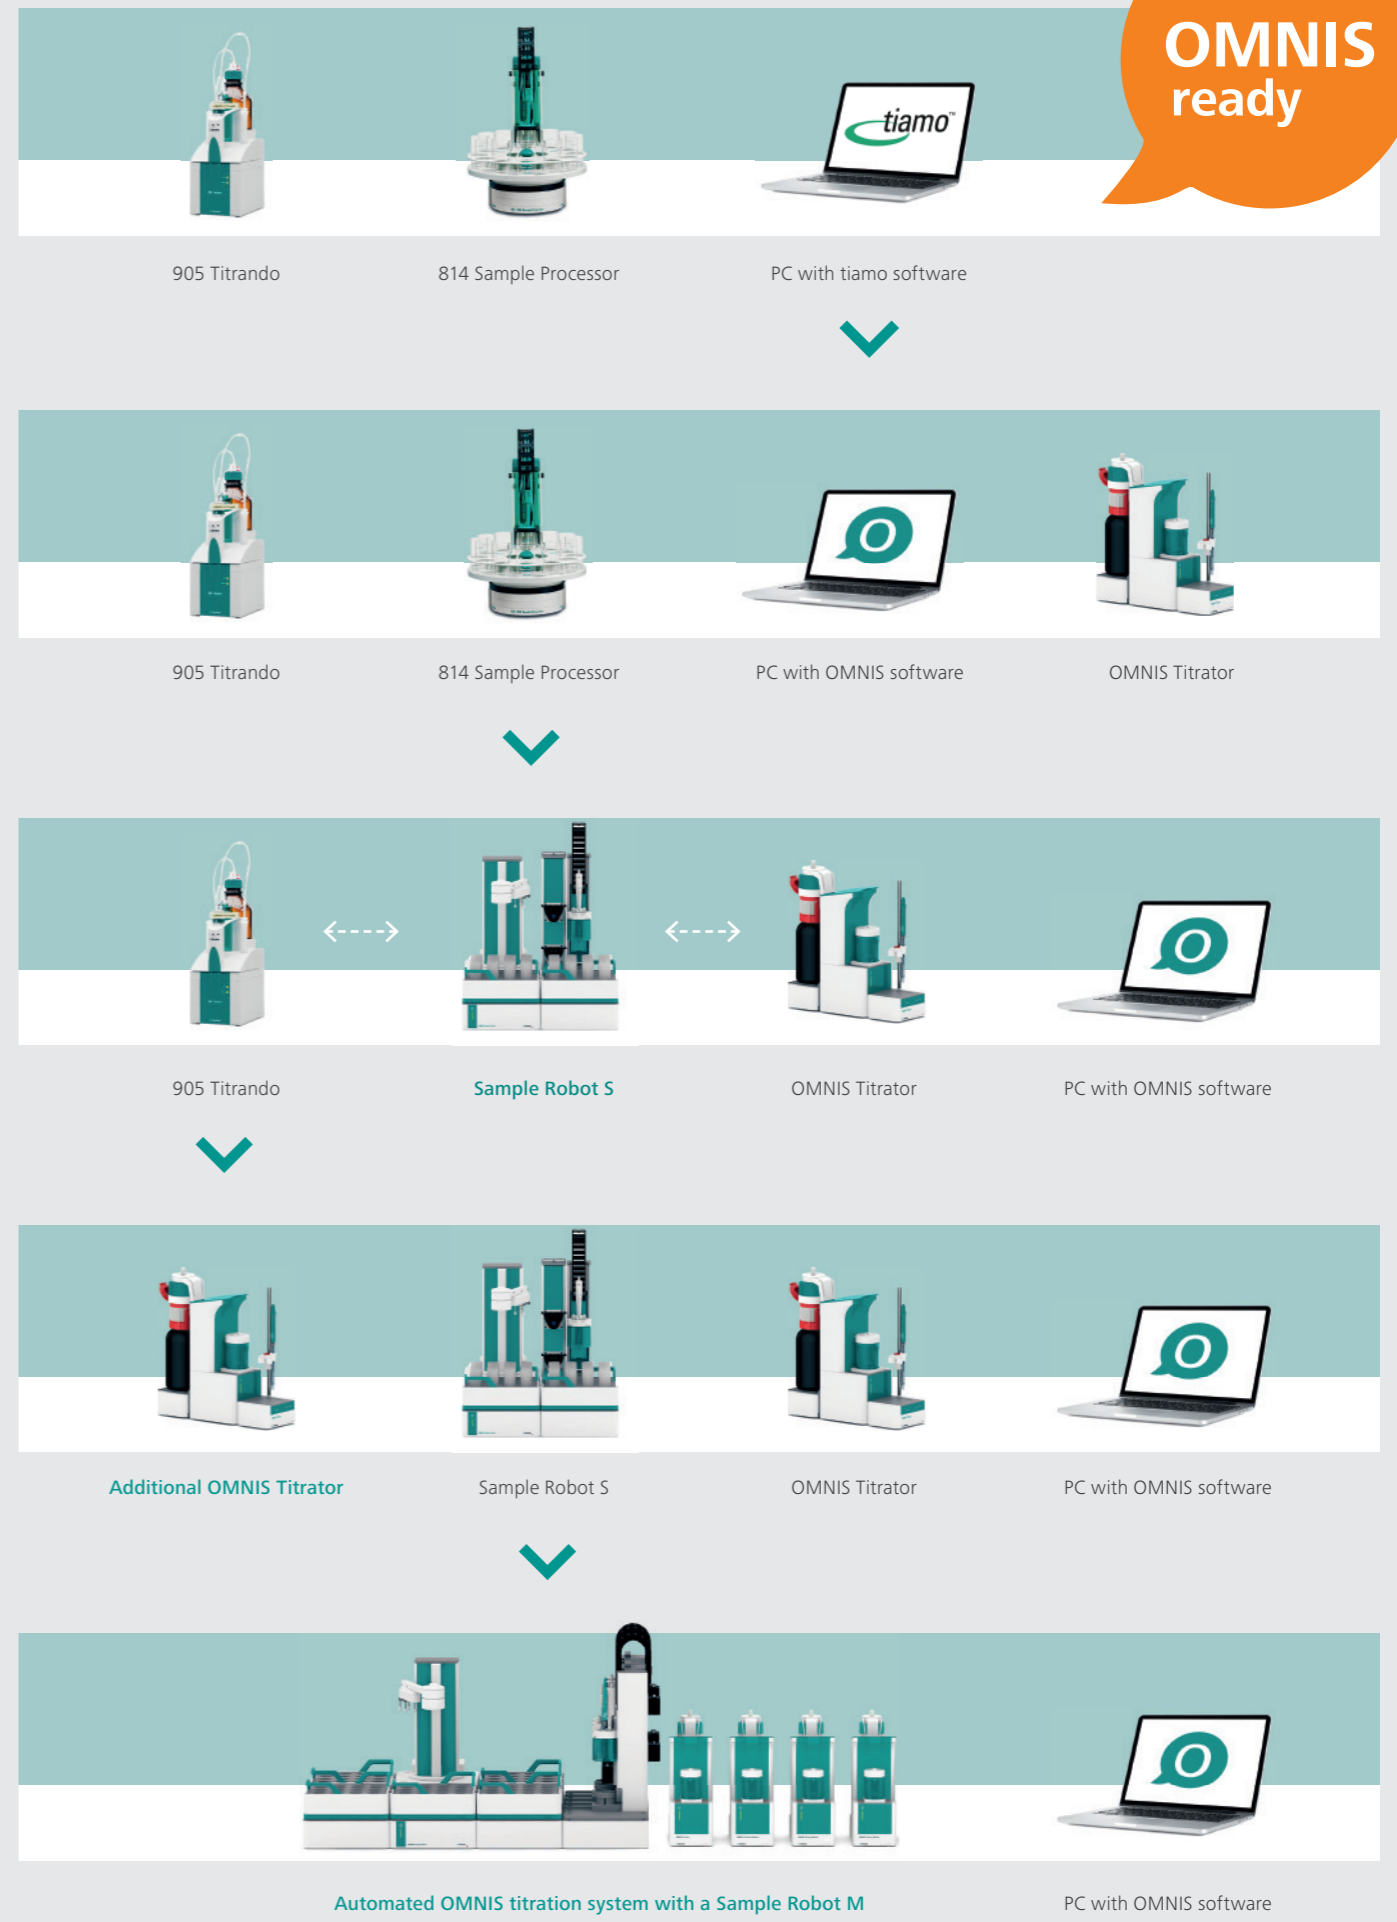 OMNIS
ready
tiamo™
905 Titrando
814 Sample Processor
PC with tiamo software
O
905 Titrando
814 Sample Processor
PC with OMNIS software
OMNIS Titrator
O
905 Titrando
Sample Robot S
OMNIS Titrator
PC with OMNIS software
O
Additional OMNIS Titrator
Sample Robot S
OMNIS Titrator
PC with OMNIS software
O
Automated OMNIS titration system with a Sample Robot M
PC with OMNIS software